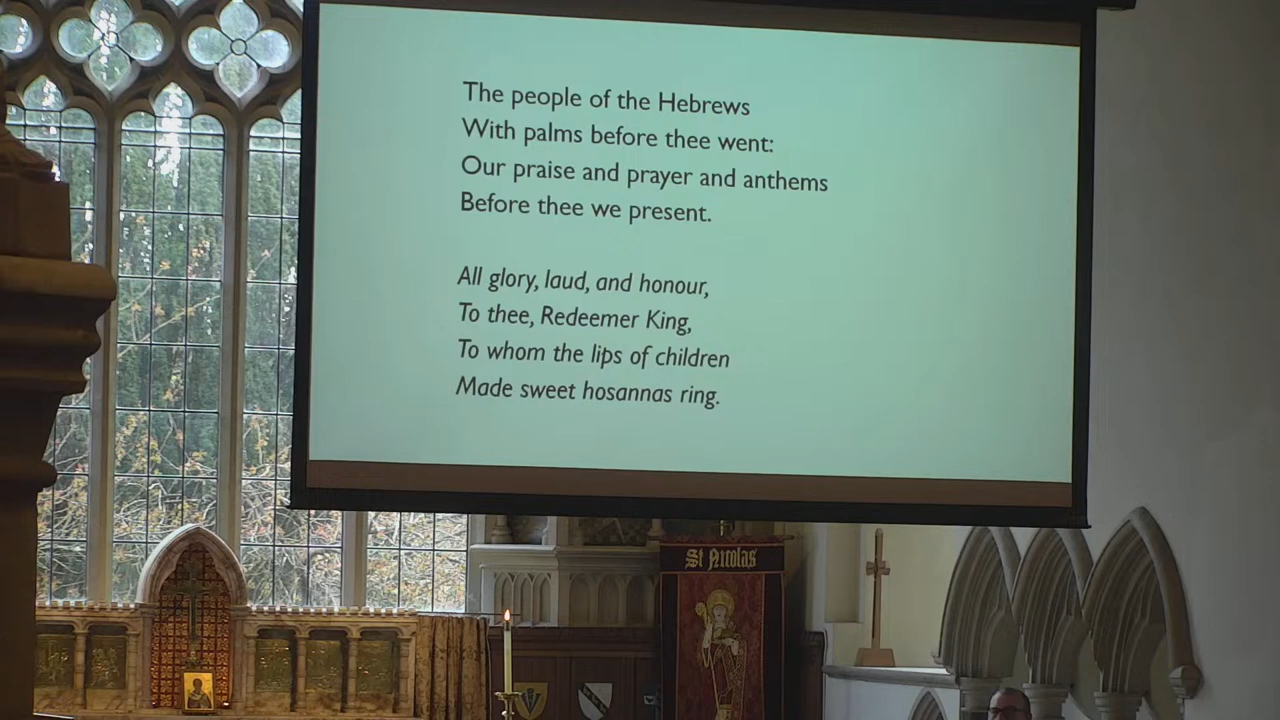 The people of the Hebrews
With palms before thee went:
Our praise and prayer and anthems
Before thee we present.
All glory, laud, and honour,
To thee, Redeemer King,
To whom the lips of children
Made sweet hosannas ring.
St Nicolas